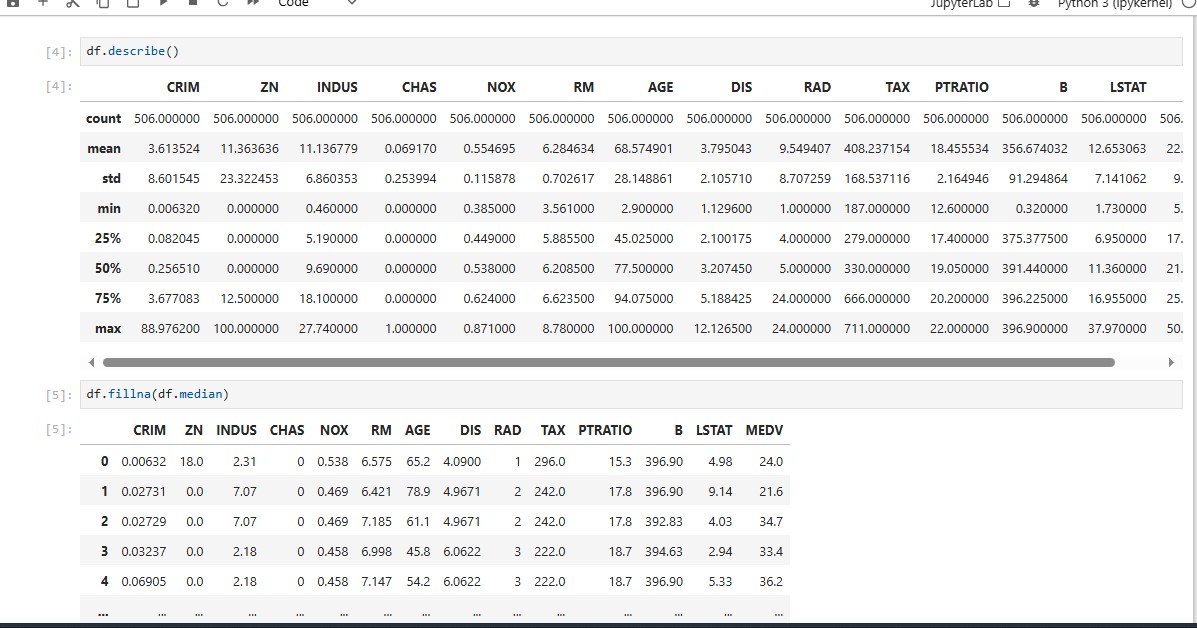 Code JupyterLab Python 3 (ipykernel)
[4]: df.describe()
[4]: CRIM ZN INDUS CHAS NOX RM AGE DIS RAD TAX PTRATIO B LSTAT
count 506.000000 506.000000 506.000000 506.000000 506.000000 506.000000 506.000000 506.000000 506.000000 506.000000 506.000000 506.000000 506.000000 506.
mean 3.613524 11.363636 11.136779 0.069170 0.554695 6.284634 68.574901 3.795043 9.549407 408.237154 18.455534 356.674032 12.653063 22.
std 8.601545 23.322453 6.860353 0.253994 0.115878 0.702617 28.148861 2.105710 8.707259 168.537116 2.164946 91.294864 7.141062 9.
min 0.006320 0.000000 0.460000 0.000000 0.385000 3.561000 2.900000 1.129600 1.000000 187.000000 12.600000 0.320000 1.730000 5.
25% 0.082045 0.000000 5.190000 0.000000 0.449000 5.885500 45.025000 2.100175 4.000000 279.000000 17.400000 375.377500 6.950000 17.
50% 0.256510 0.000000 9.690000 0.000000 0.538000 6.208500 77.500000 3.207450 5.000000 330.000000 19.050000 391.440000 11.360000 21.
75% 3.677083 12.500000 18.100000 0.000000 0.624000 6.623500 94.075000 5.188425 24.000000 666.000000 20.200000 396.225000 16.955000 25.
max 88.976200 100.000000 27.740000 1.000000 0.871000 8.780000 100.000000 12.126500 24.000000 711.000000 22.000000 396.900000 37.970000 50.
[5]: df.fillna(df.median)
[5]: CRIM ZN INDUS CHAS NOX RM AGE DIS RAD TAX PTRATIO B LSTAT MEDV
0 0.00632 18.0 2.31 0 0.538 6.575 65.2 4.0900 1 296.0 15.3 396.90 4.98 24.0
1 0.02731 0.0 7.07 0 0.469 6.421 78.9 4.9671 2 242.0 17.8 396.90 9.14 21.6
2 0.02729 0.0 7.07 0 0.469 7.185 61.1 4.9671 2 242.0 17.8 392.83 4.03 34.7
3 0.03237 0.0 2.18 0 0.458 6.998 45.8 6.0622 3 222.0 18.7 394.63 2.94 33.4
4 0.06905 0.0 2.18 0 0.458 7.147 54.2 6.0622 3 222.0 18.7 396.90 5.33 36.2
... ... ... ... ... ... ... ... ... ... ... ... ... ... ...